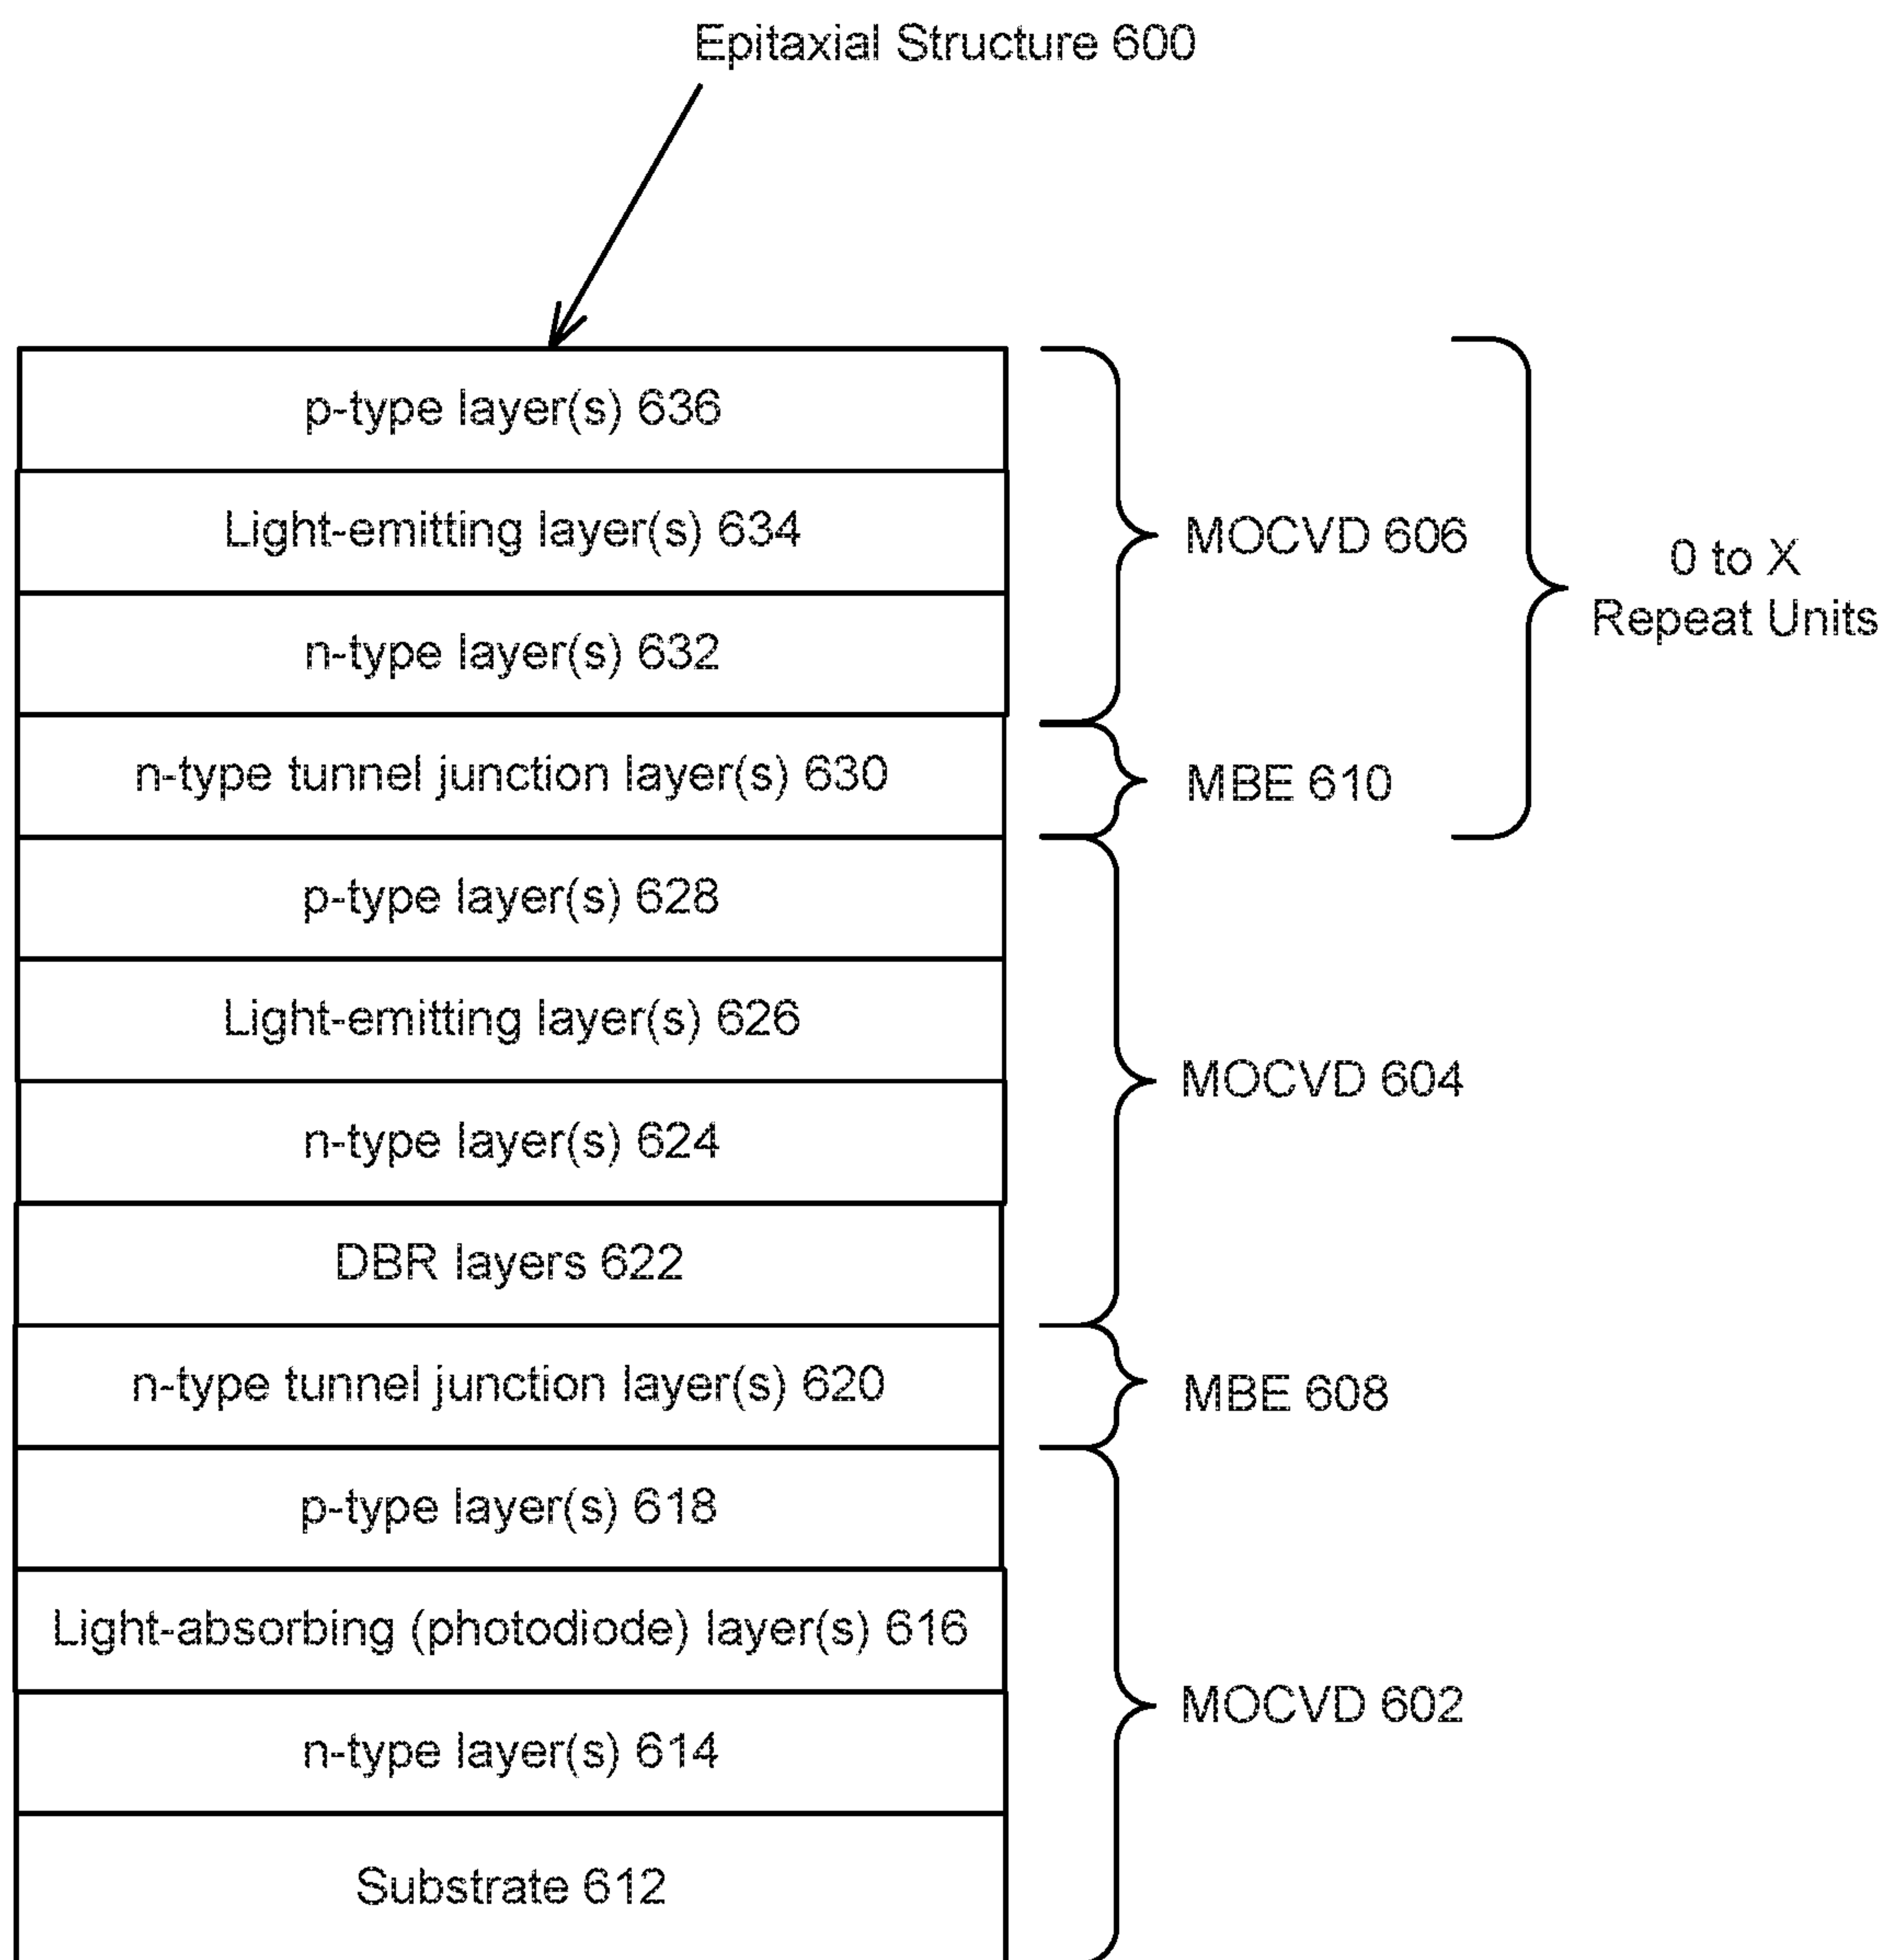 Epitaxial Structure 600
p-type layer(s) 636
Light-emitting layer(s) 634
MOCVD 606
0 to X
Repeat Units
n-type layer(s) 632
n-type tunnel junction layer(s) 630
MBE 610
p-type layer(s) 628
Light-emitting layer(s) 626
MOCVD 604
n-type layer(s) 624
DBR layers 622
n-type tunnel junction layer(s) 620
MBE 608
p-type layer(s) 618
Light-absorbing (photodiode) layer(s) 616
MOCVD 602
n-type layer(s) 614
Substrate 612